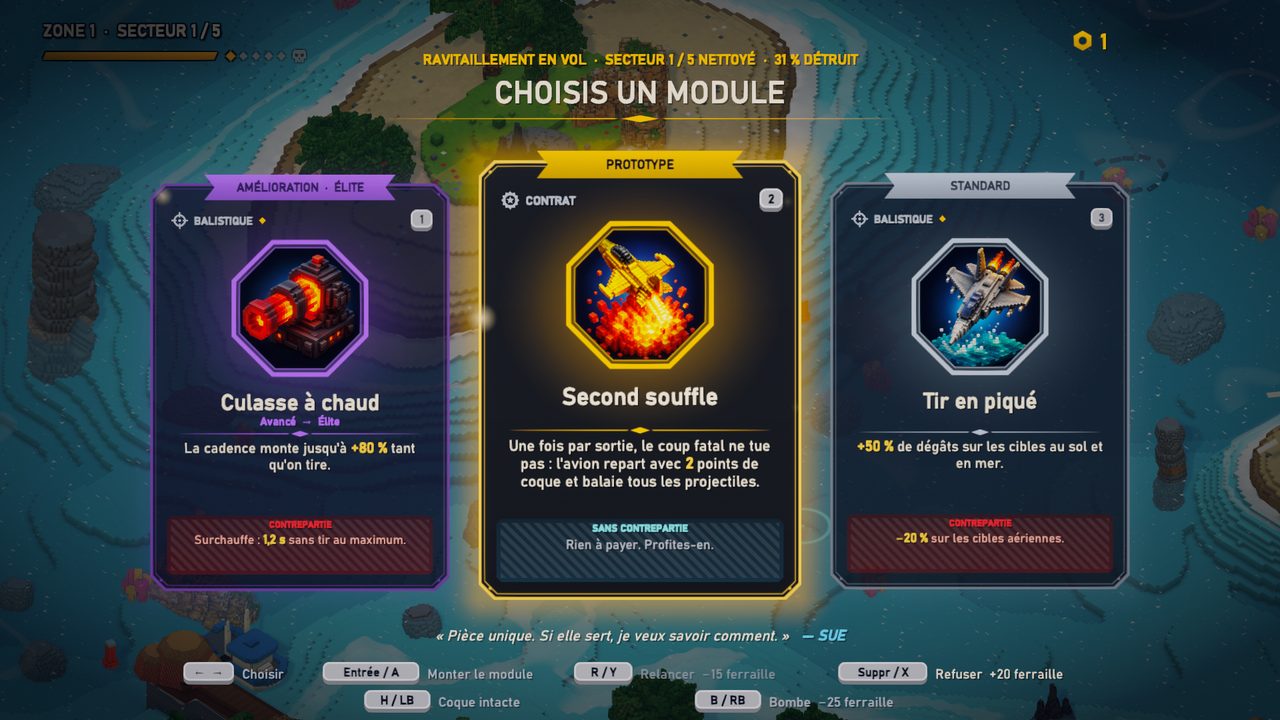 ZONE 1 · SECTEUR 1 / 5
1
RAVITAILLEMENT EN VOL · SECTEUR 1 / 5 NETTOYÉ · 31 % DÉTRUIT
CHOISIS UN MODULE
AMÉLIORATION · ÉLITE
BALISTIQUE
1
Culasse à chaud
Avancé → Élite
La cadence monte jusqu'à +80 % tant
qu'on tire.
CONTREPARTIE
Surchauffe : 1,2 s sans tir au maximum.
PROTOTYPE
CONTRAT
2
Second souffle
Une fois par sortie, le coup fatal ne tue
pas : l'avion repart avec 2 points de
coque et balaie tous les projectiles.
SANS CONTREPARTIE
Rien à payer. Profites-en.
STANDARD
BALISTIQUE
3
Tir en piqué
+50 % de dégâts sur les cibles au sol et
en mer.
CONTREPARTIE
−20 % sur les cibles aériennes.
« Pièce unique. Si elle sert, je veux savoir comment. » — SUE
← → Choisir
Entrée / A Monter le module
R / Y Relancer −15 ferraille
Suppr / X Refuser +20 ferraille
H / LB Coque intacte
B / RB Bombe −25 ferraille